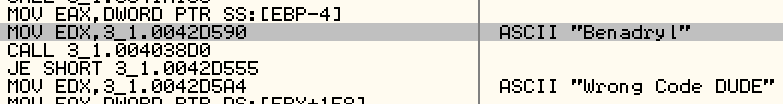 MOV EAX,DWORD PTR SS:[EBP-4]
MOV EDX,3_1.0042D590 ASCII "Benadryl"
CALL 3_1.004038D0
JE SHORT 3_1.0042D555
MOV EDX,3_1.0042D5A4 ASCII "Wrong Code DUDE"